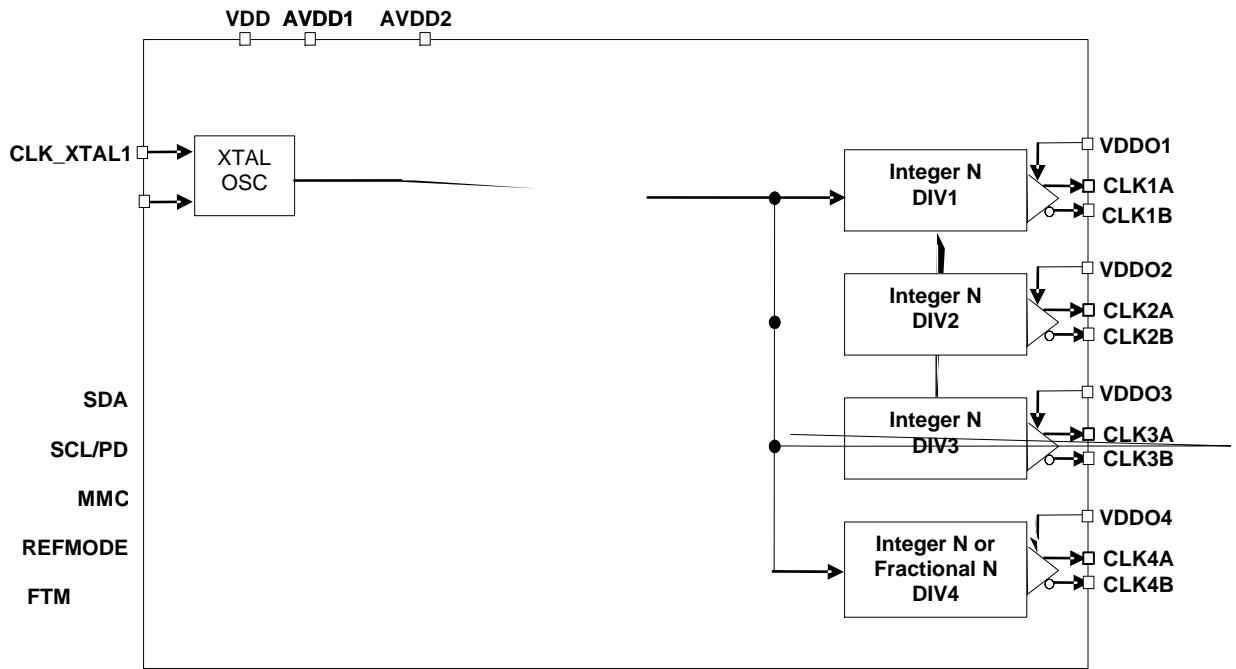 VDD AVDD1 AVDD2
CLK_XTAL1
XTAL
OSC
Integer N
DIV1
VDDO1
CLK1A
CLK1B
Integer N
DIV2
VDDO2
CLK2A
CLK2B
SDA
SCL/PD
MMC
REFMODE
FTM
Integer N
DIV3
VDDO3
CLK3A
CLK3B
Integer N or
Fractional N
DIV4
VDDO4
CLK4A
CLK4B